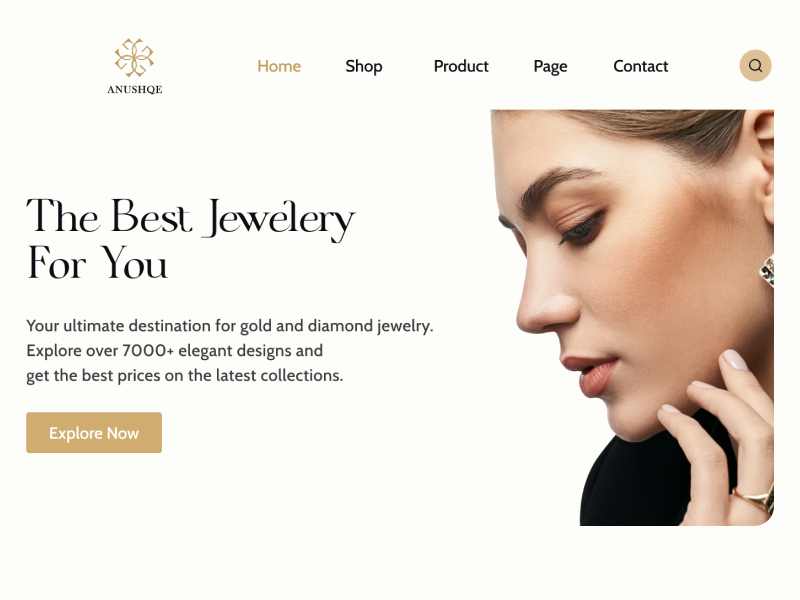 ANUSHQE
Home Shop Product Page Contact
The Best Jewelery
For You
Your ultimate destination for gold and diamond jewelry.
Explore over 7000+ elegant designs and
get the best prices on the latest collections.
Explore Now